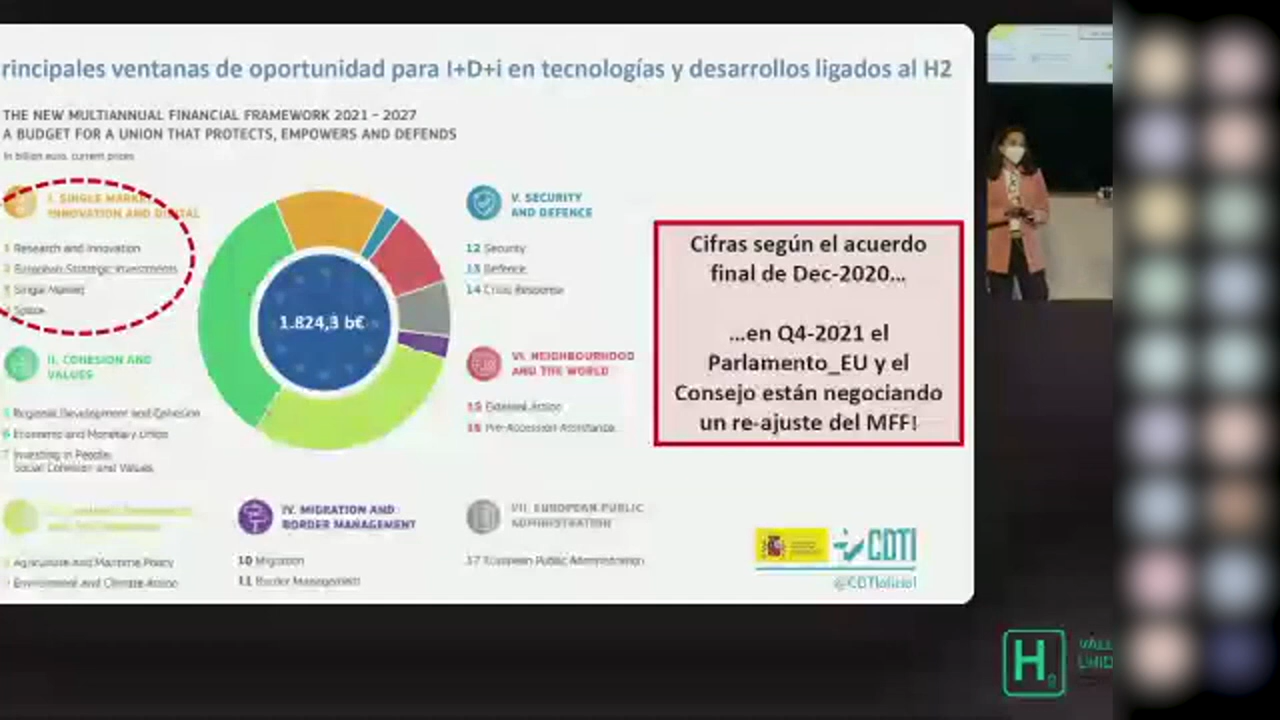 rincipales ventanas de oportunidad para I+D+i en tecnologías y desarrollos ligados al H2
THE NEW MULTIANNUAL FINANCIAL FRAMEWORK 2021 – 2027
A BUDGET FOR A UNION THAT PROTECTS, EMPOWERS AND DEFENDS
In billion euro, current prices
I. SINGLE MARKET
INNOVATION AND DIGITAL
1 Research and Innovation
2 European Strategic Investments
3 Single Market
4 Space
II. COHESION AND
VALUES
5 Regional Development and Cohesion
6 Economic and Monetary Union
7 Investing in People,
Social Cohesion and Values
Agriculture and Maritime Policy
Environment and Climate Action
1.824,3 b€
IV. MIGRATION AND
BORDER MANAGEMENT
10 Migration
11 Border Management
V. SECURITY
AND DEFENCE
12 Security
13 Defence
14 Crisis Response
VI. NEIGHBOURHOOD
AND THE WORLD
15 External Action
16 Pre-Accession Assistance
VII. EUROPEAN PUBLIC
ADMINISTRATION
17 European Public Administration
Cifras según el acuerdo
final de Dec-2020...
...en Q4-2021 el
Parlamento_EU y el
Consejo están negociando
un re-ajuste del MFF!
CDTI
@CDTIoficial
H2